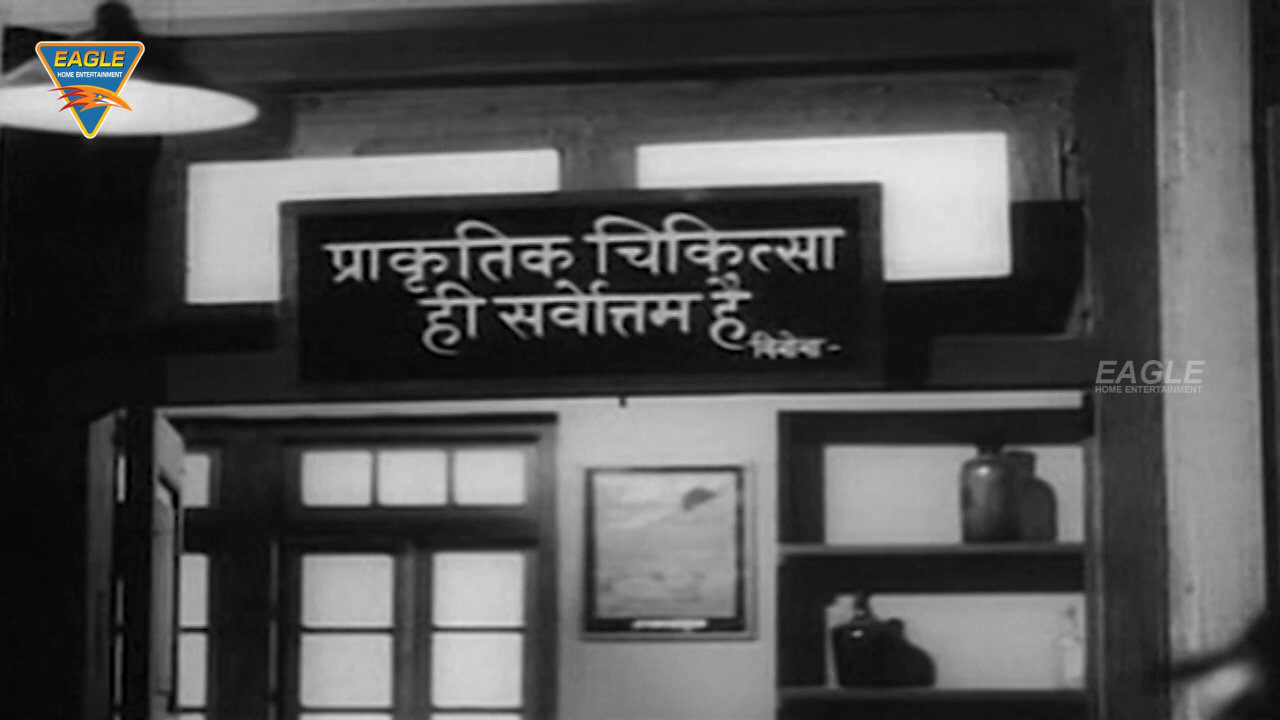 EAGLE
HOME ENTERTAINMENT
प्राकृतिक चिकित्सा
ही सर्वोत्तम है
-विनोबा-
EAGLE
HOME ENTERTAINMENT